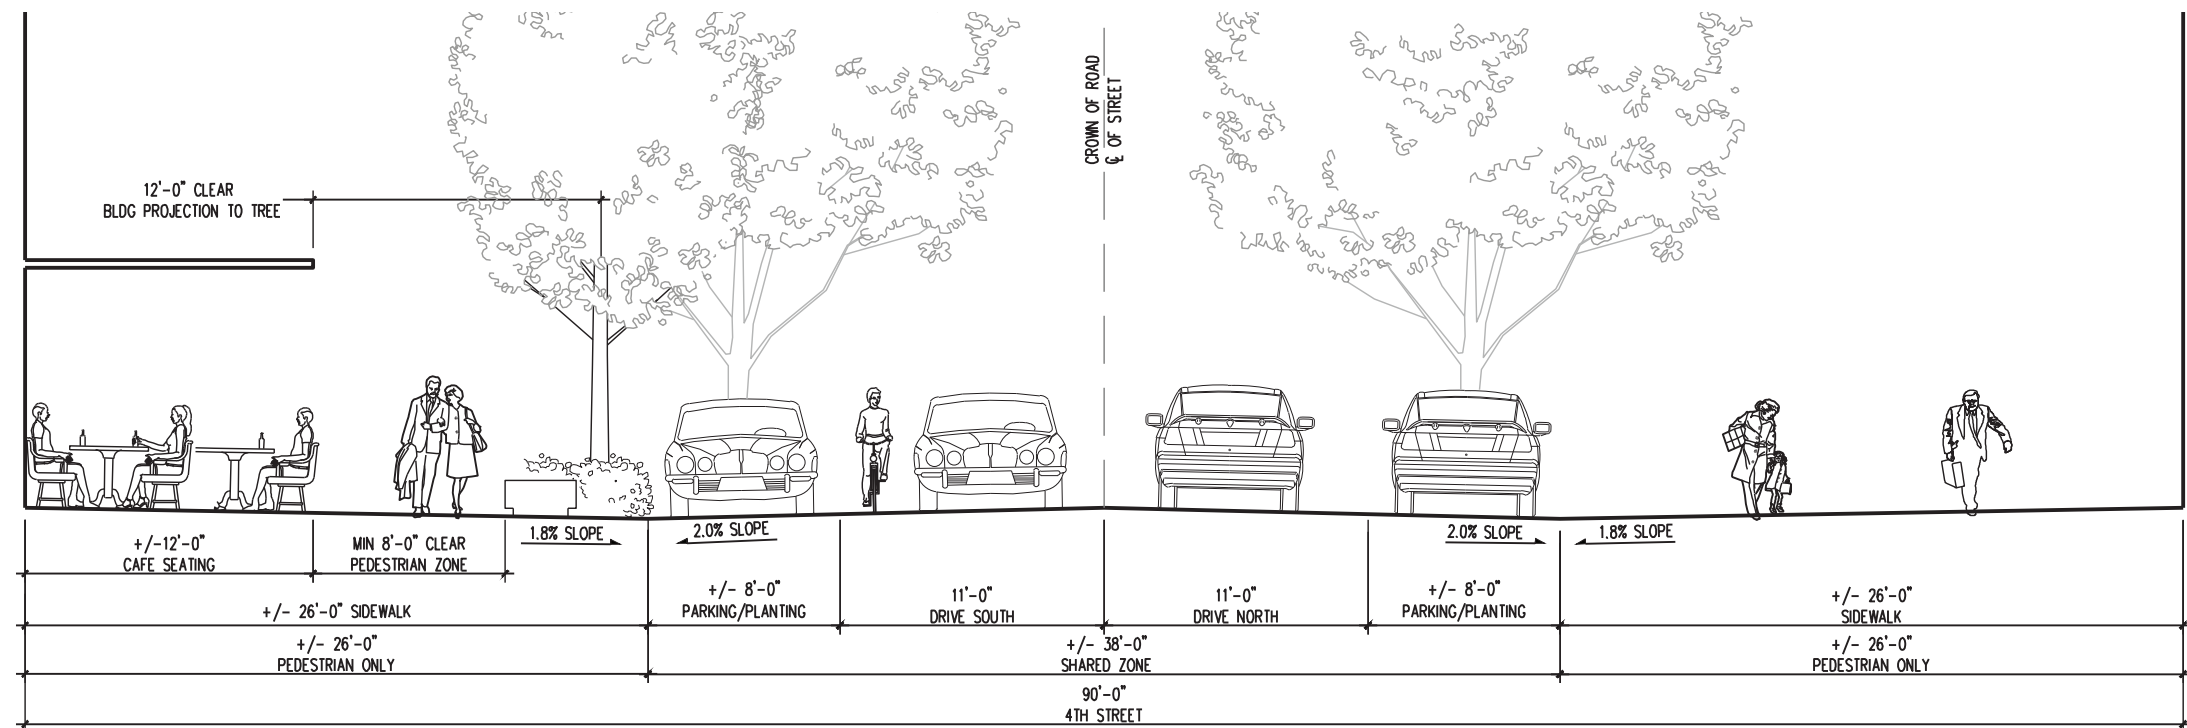 CROWN OF ROAD
℄ OF STREET
12'-0" CLEAR
BLDG PROJECTION TO TREE
1.8% SLOPE
2.0% SLOPE
2.0% SLOPE
1.8% SLOPE
+/-12'-0"
CAFE SEATING
MIN 8'-0" CLEAR
PEDESTRIAN ZONE
+/- 26'-0" SIDEWALK
+/- 8'-0"
PARKING/PLANTING
11'-0"
DRIVE SOUTH
11'-0"
DRIVE NORTH
+/- 8'-0"
PARKING/PLANTING
+/- 26'-0"
SIDEWALK
+/- 26'-0"
PEDESTRIAN ONLY
+/- 38'-0"
SHARED ZONE
+/- 26'-0"
PEDESTRIAN ONLY
90'-0"
4TH STREET